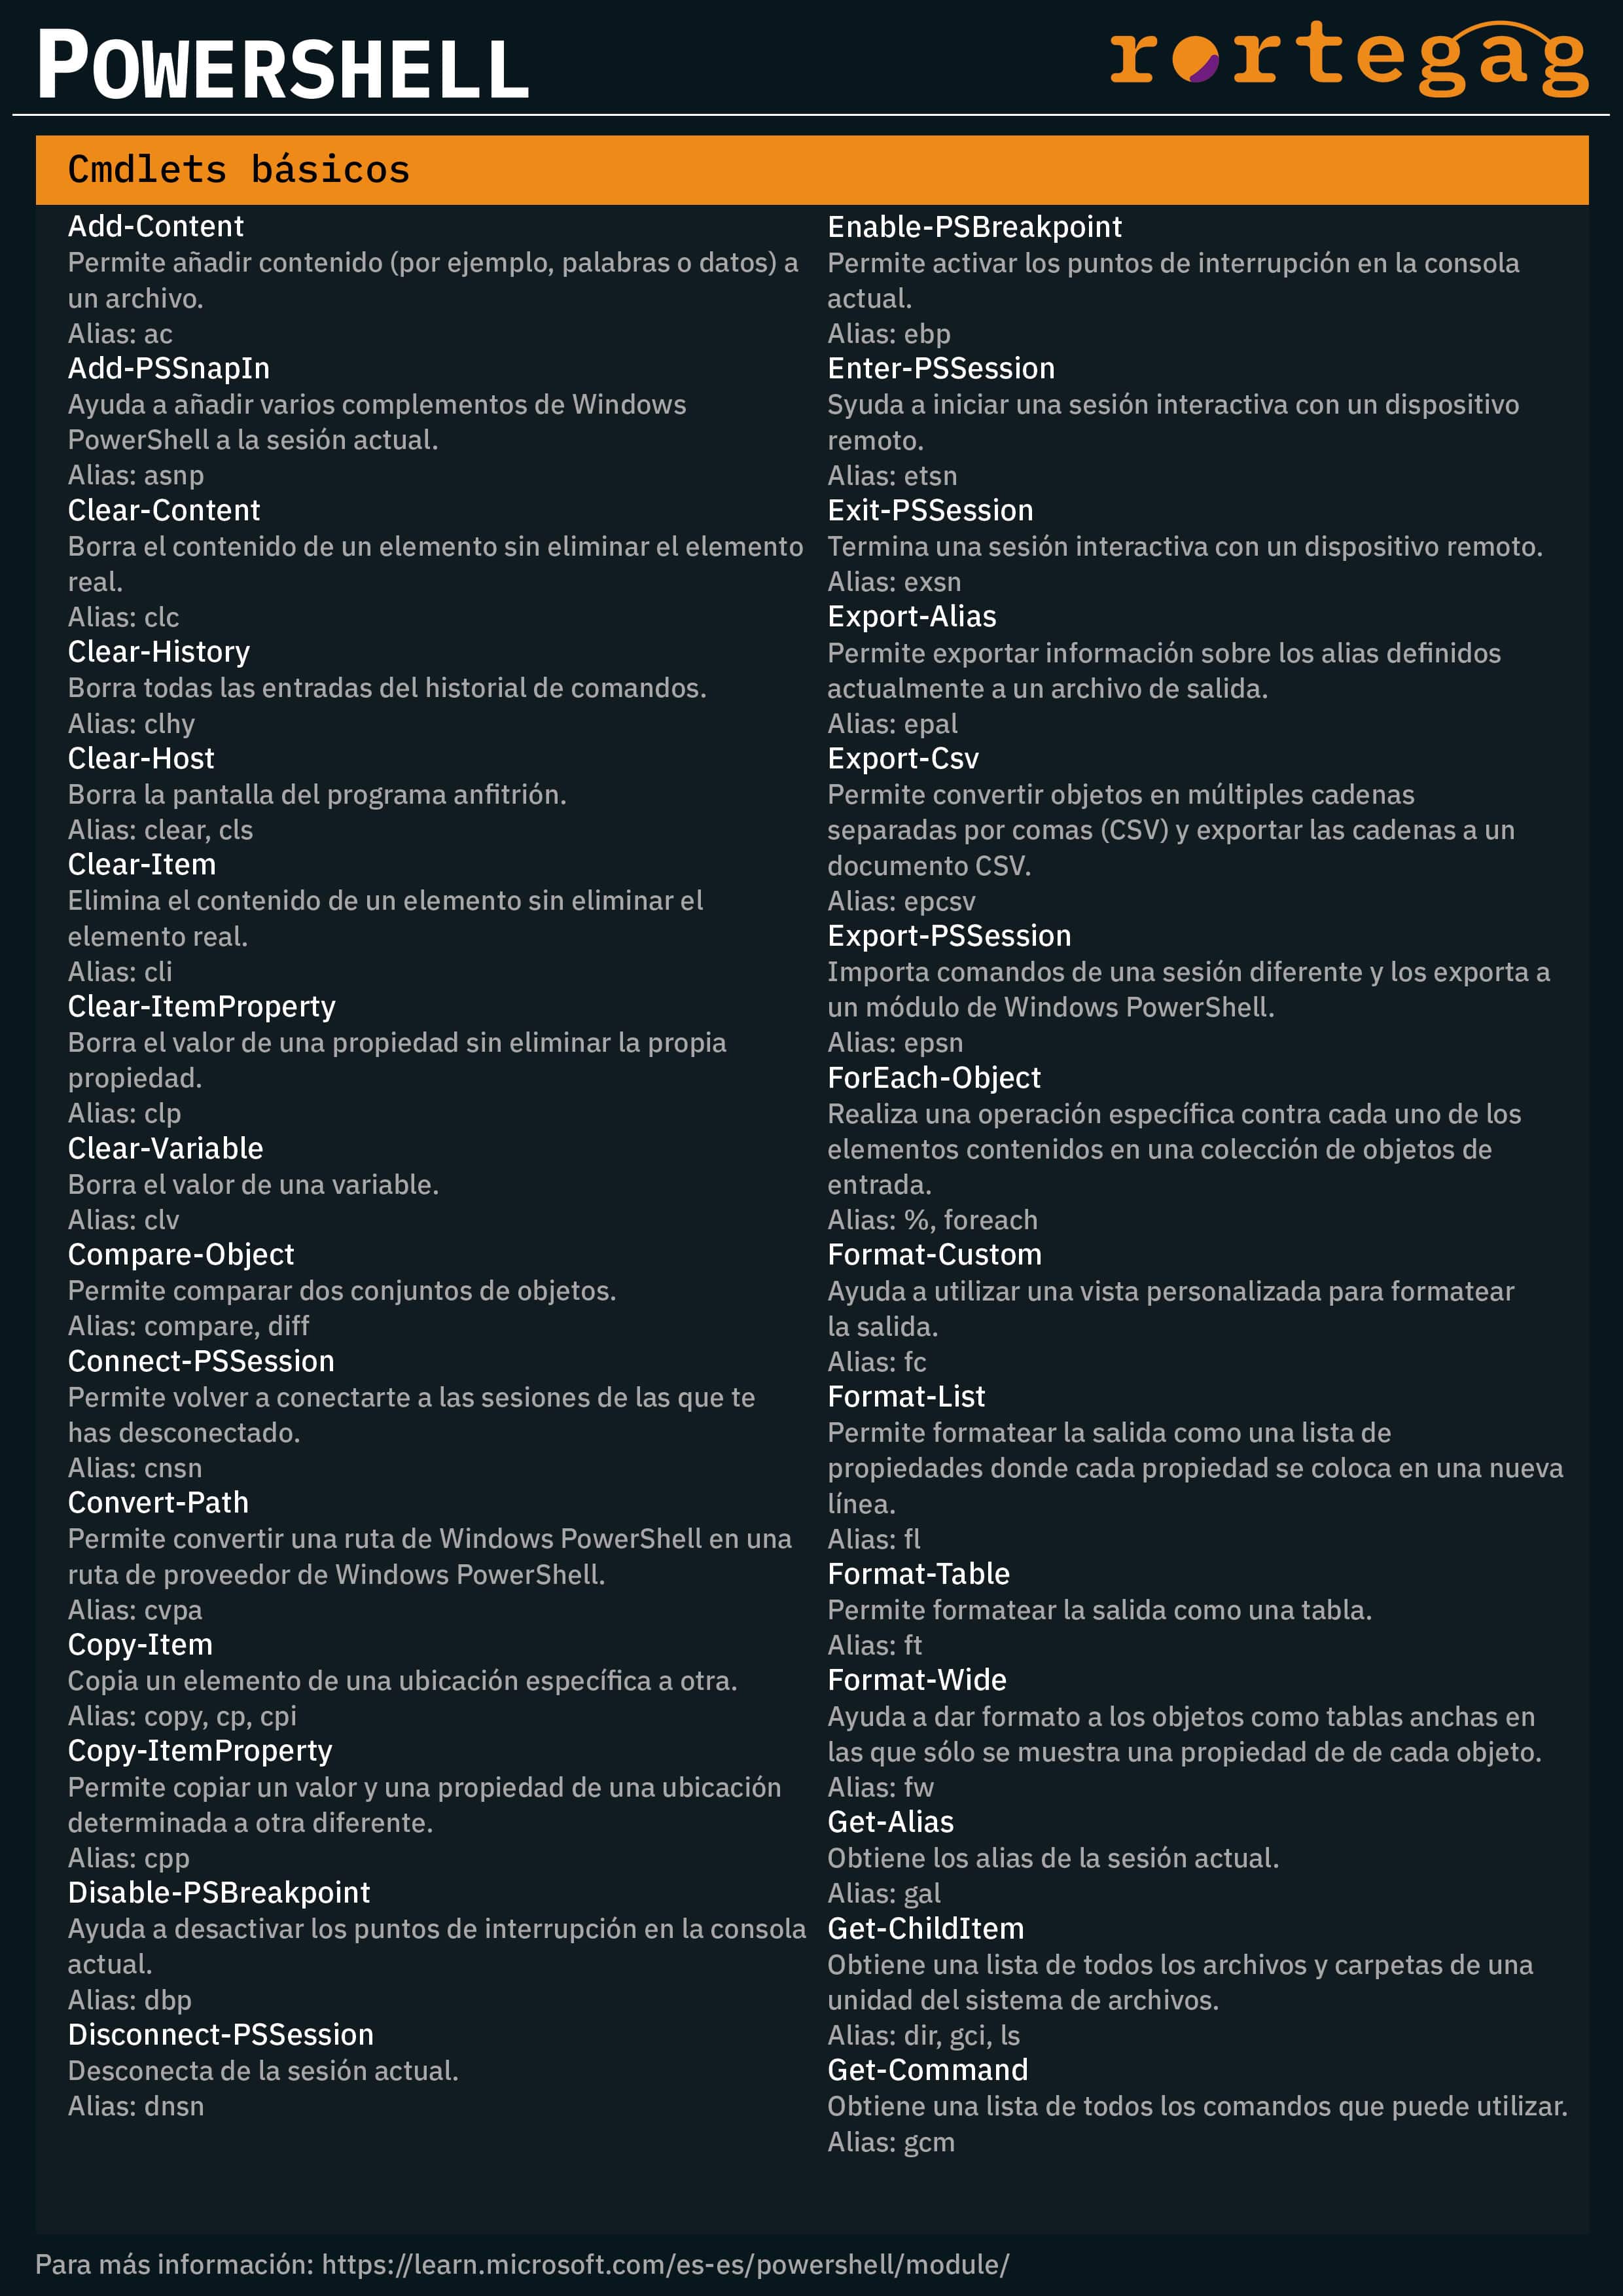 POWERSHELL
rortegag
Cmdlets básicos
Add-Content
Permite añadir contenido (por ejemplo, palabras o datos) a
un archivo.
Alias: ac
Add-PSSnapIn
Ayuda a añadir varios complementos de Windows
PowerShell a la sesión actual.
Alias: asnp
Clear-Content
Borra el contenido de un elemento sin eliminar el elemento
real.
Alias: clc
Clear-History
Borra todas las entradas del historial de comandos.
Alias: clhy
Clear-Host
Borra la pantalla del programa anfitrión.
Alias: clear, cls
Clear-Item
Elimina el contenido de un elemento sin eliminar el
elemento real.
Alias: cli
Clear-ItemProperty
Borra el valor de una propiedad sin eliminar la propia
propiedad.
Alias: clp
Clear-Variable
Borra el valor de una variable.
Alias: clv
Compare-Object
Permite comparar dos conjuntos de objetos.
Alias: compare, diff
Connect-PSSession
Permite volver a conectarte a las sesiones de las que te
has desconectado.
Alias: cnsn
Convert-Path
Permite convertir una ruta de Windows PowerShell en una
ruta de proveedor de Windows PowerShell.
Alias: cvpa
Copy-Item
Copia un elemento de una ubicación específica a otra.
Alias: copy, cp, cpi
Copy-ItemProperty
Permite copiar un valor y una propiedad de una ubicación
determinada a otra diferente.
Alias: cpp
Disable-PSBreakpoint
Ayuda a desactivar los puntos de interrupción en la consola
actual.
Alias: dbp
Disconnect-PSSession
Desconecta de la sesión actual.
Alias: dnsn
Enable-PSBreakpoint
Permite activar los puntos de interrupción en la consola
actual.
Alias: ebp
Enter-PSSession
Syuda a iniciar una sesión interactiva con un dispositivo
remoto.
Alias: etsn
Exit-PSSession
Termina una sesión interactiva con un dispositivo remoto.
Alias: exsn
Export-Alias
Permite exportar información sobre los alias definidos
actualmente a un archivo de salida.
Alias: epal
Export-Csv
Permite convertir objetos en múltiples cadenas
separadas por comas (CSV) y exportar las cadenas a un
documento CSV.
Alias: epcsv
Export-PSSession
Importa comandos de una sesión diferente y los exporta a
un módulo de Windows PowerShell.
Alias: epsn
ForEach-Object
Realiza una operación específica contra cada uno de los
elementos contenidos en una colección de objetos de
entrada.
Alias: %, foreach
Format-Custom
Ayuda a utilizar una vista personalizada para formatear
la salida.
Alias: fc
Format-List
Permite formatear la salida como una lista de
propiedades donde cada propiedad se coloca en una nueva
línea.
Alias: fl
Format-Table
Permite formatear la salida como una tabla.
Alias: ft
Format-Wide
Ayuda a dar formato a los objetos como tablas anchas en
las que sólo se muestra una propiedad de de cada objeto.
Alias: fw
Get-Alias
Obtiene los alias de la sesión actual.
Alias: gal
Get-ChildItem
Obtiene una lista de todos los archivos y carpetas de una
unidad del sistema de archivos.
Alias: dir, gci, ls
Get-Command
Obtiene una lista de todos los comandos que puede utilizar.
Alias: gcm
Para más información: https://learn.microsoft.com/es-es/powershell/module/